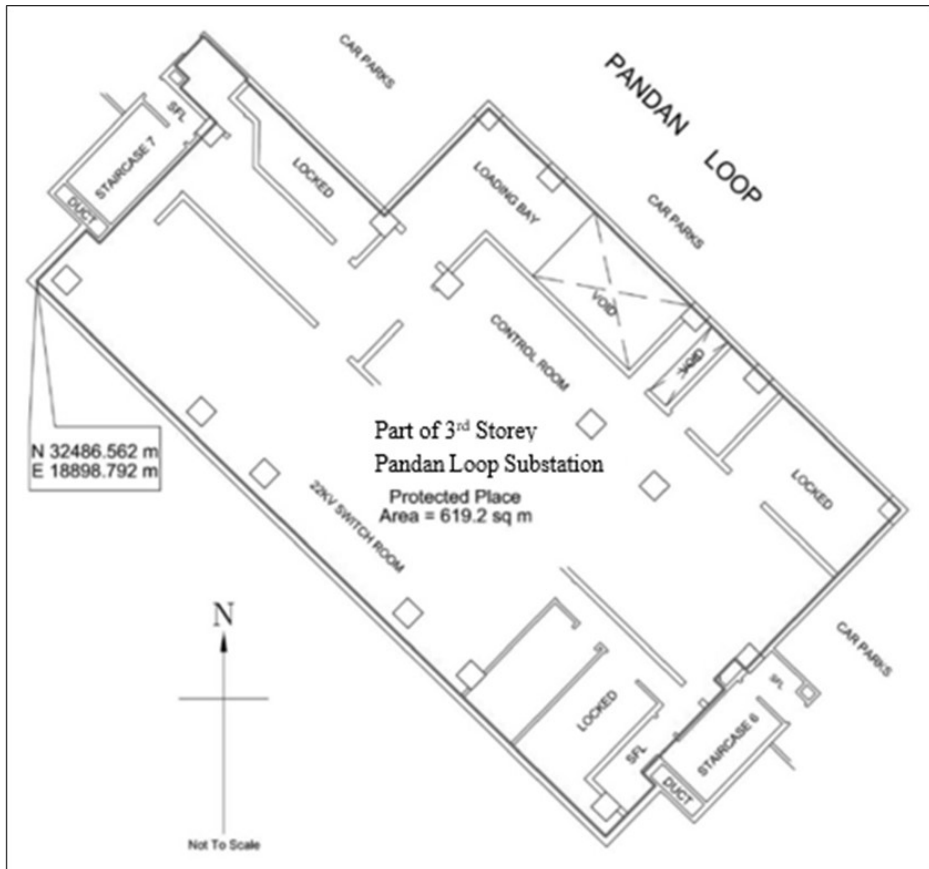 CAR PARKS
PANDAN LOOP
SFL
STAIRCASE 7
DUCT
LOCKED
LOADING BAY
CAR PARKS
VOID
VOID
CONTROL ROOM
Part of 3rd Storey
Pandan Loop Substation
Protected Place
Area = 619.2 sq m
N 32486.562 m
E 18898.792 m
22KV SWITCH ROOM
LOCKED
N
CAR PARKS
SFL
STAIRCASE 6
LOCKED
SFL
DUCT
Not To Scale